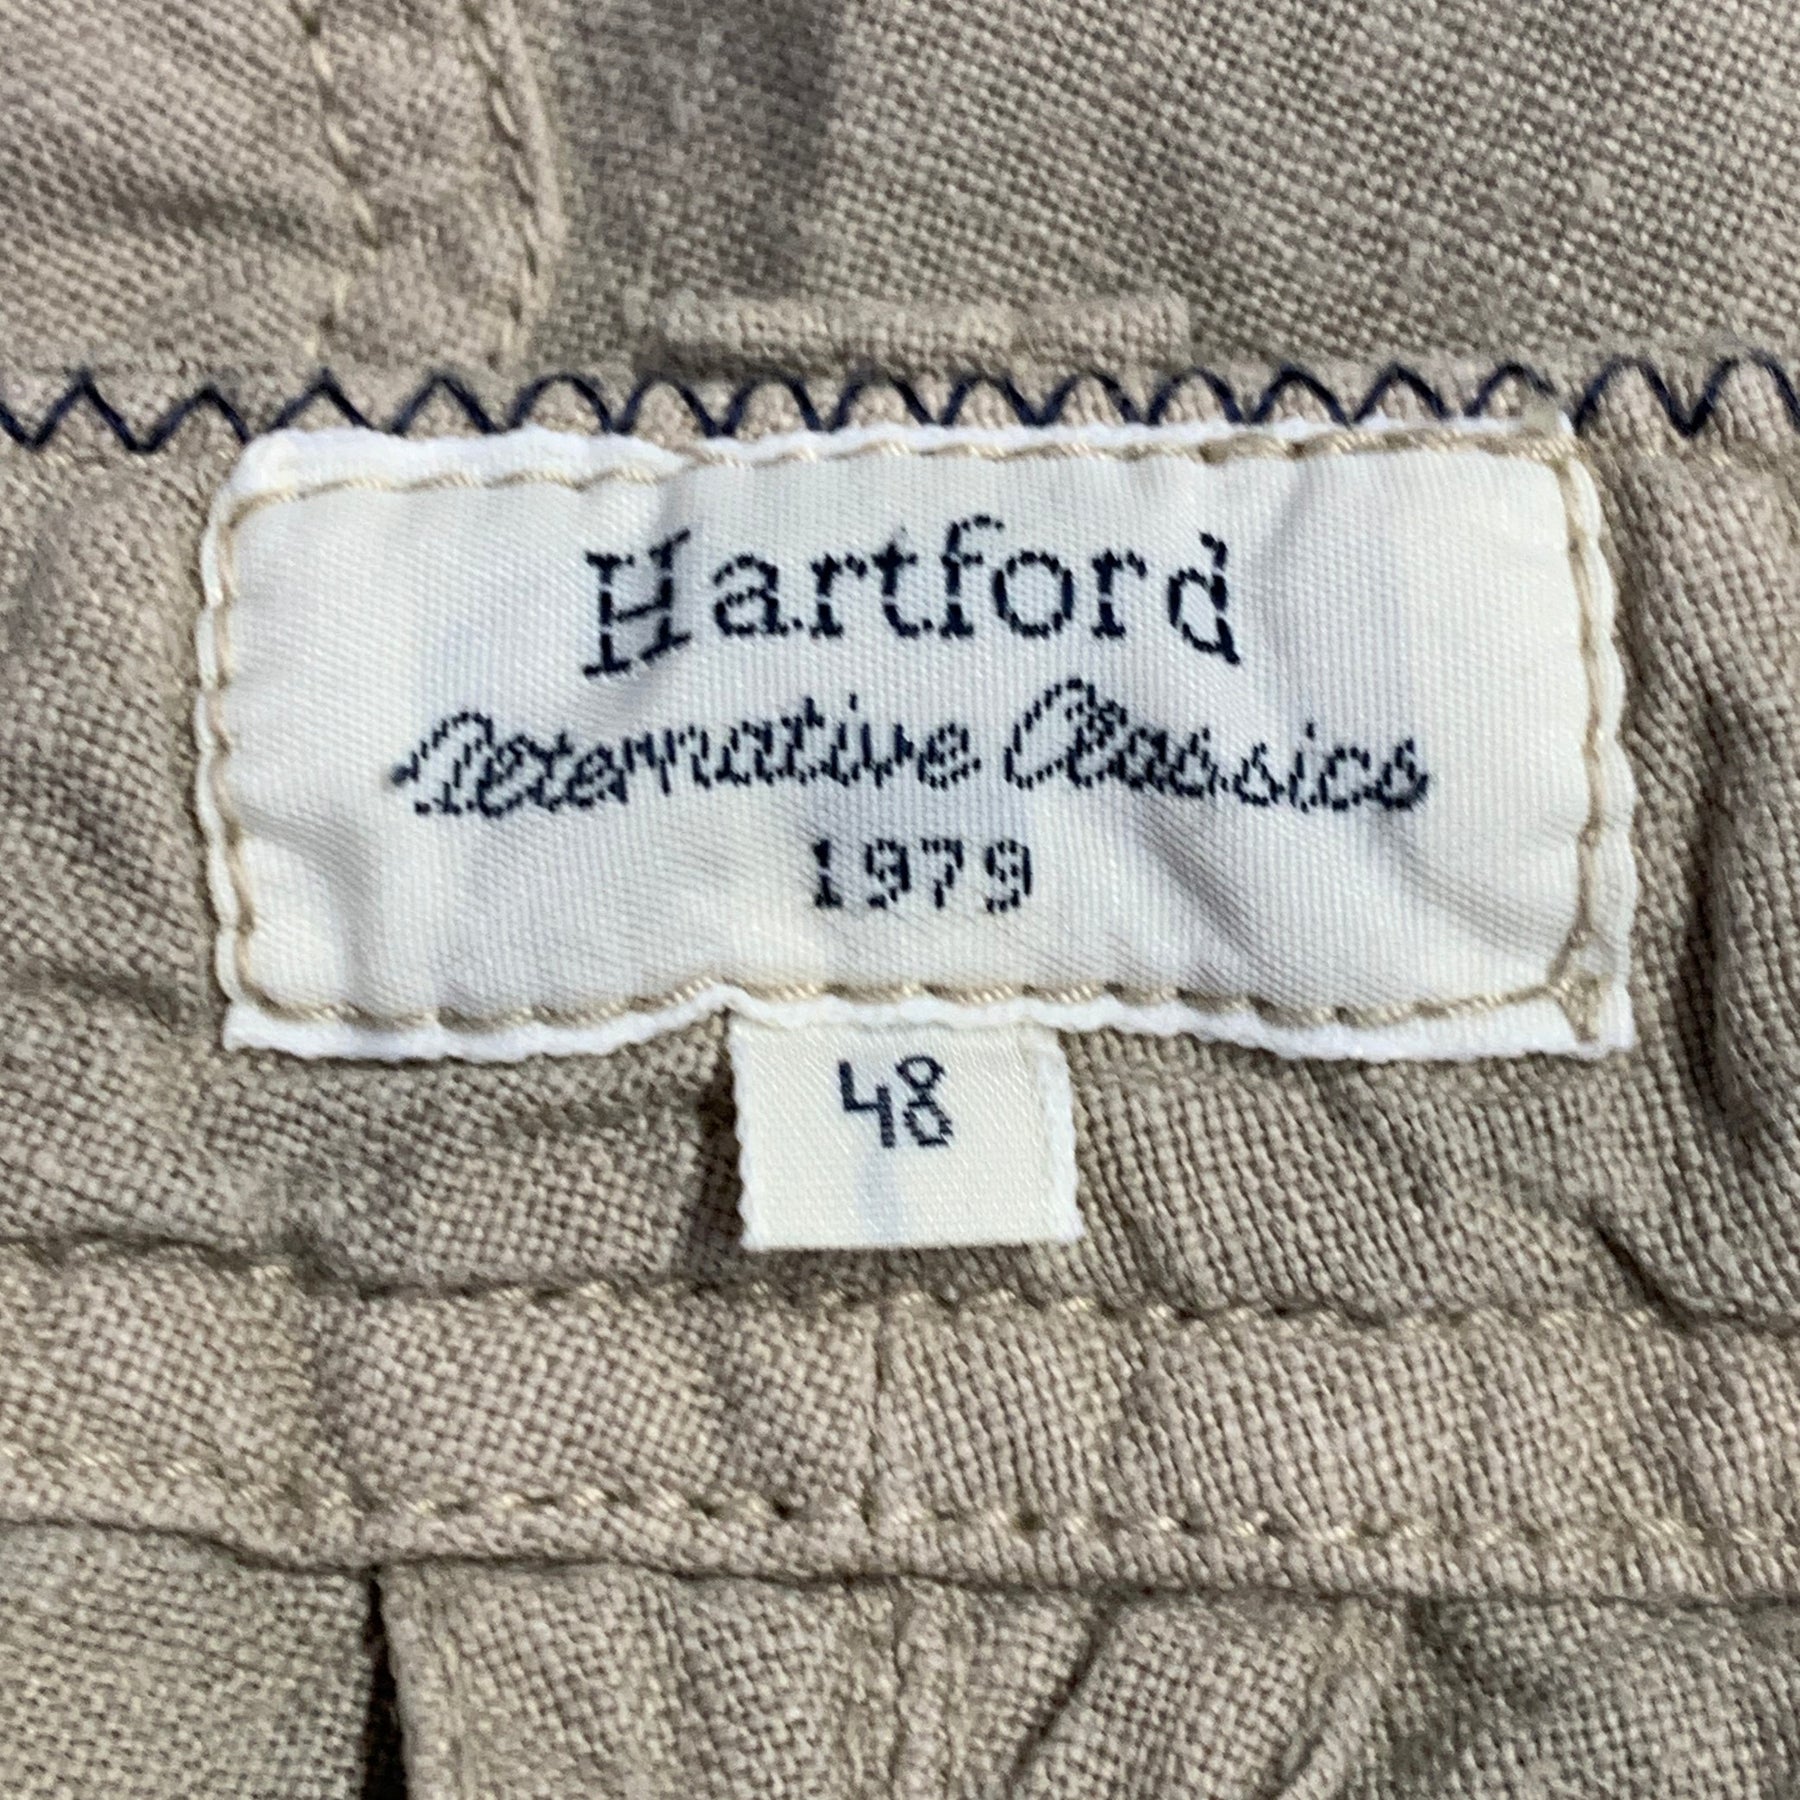 Hartford
Alternative Classics
1979
48